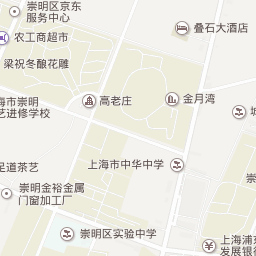 崇明区京东
服务中心
叠石大酒店
农工商超市
梁祝冬酿花雕
高老庄
金月湾
海市崇明
艺进修学校
城
上海市中华中学
足道茶艺
崇明金裕金属
门窗加工厂
崇明区实验中学
上海浦东
发展银行